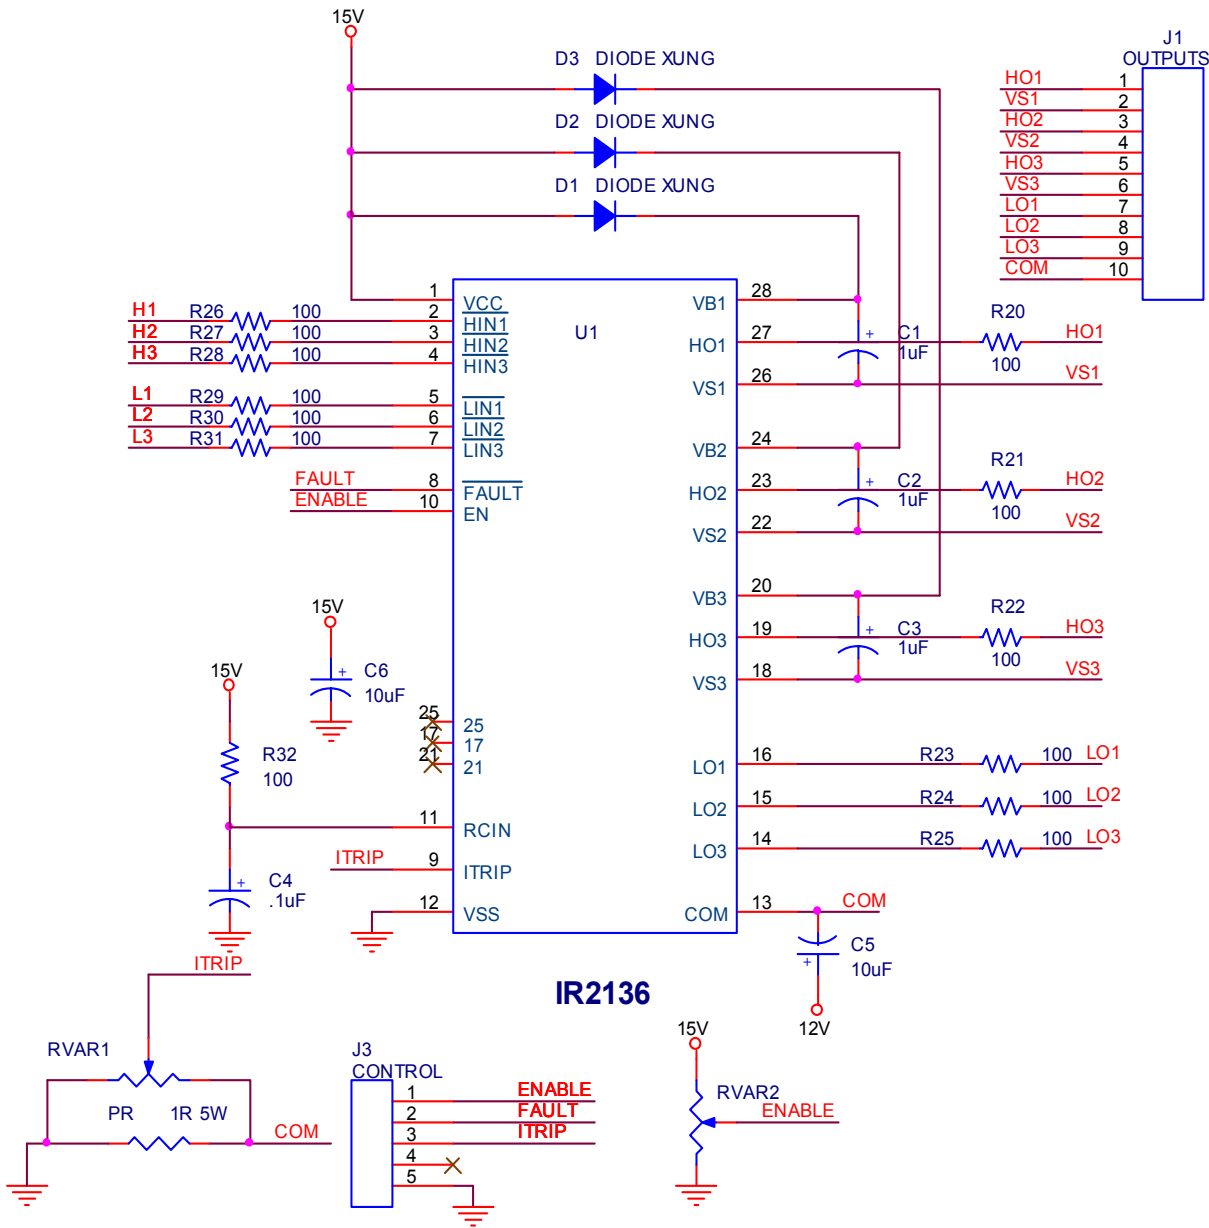 15V
D3 DIODE XUNG
D2 DIODE XUNG
D1 DIODE XUNG
J1
OUTPUTS
HO1 1
VS1 2
HO2 3
VS2 4
HO3 5
VS3 6
LO1 7
LO2 8
LO3 9
COM 10
U1
1 VCC
H1 R26 100 2 HIN1
H2 R27 100 3 HIN2
H3 R28 100 4 HIN3
L1 R29 100 5 LIN1
L2 R30 100 6 LIN2
L3 R31 100 7 LIN3
FAULT 8 FAULT
ENABLE 10 EN
VB1 28
HO1 27 C1 1uF R20 100 HO1
VS1 26 VS1
VB2 24
HO2 23 C2 1uF R21 100 HO2
VS2 22 VS2
VB3 20
HO3 19 C3 1uF R22 100 HO3
VS3 18 VS3
15V
C6
10uF
15V
R32
100
25 25
17 17
21 21
11 RCIN
ITRIP 9 ITRIP
12 VSS
C4
.1uF
LO1 16 R23 100 LO1
LO2 15 R24 100 LO2
LO3 14 R25 100 LO3
COM 13 COM
C5
10uF
12V
IR2136
ITRIP
RVAR1
PR 1R 5W
COM
J3
CONTROL
1 ENABLE
2 FAULT
3 ITRIP
4
5
15V
RVAR2
ENABLE
+
+
+
+
+
+